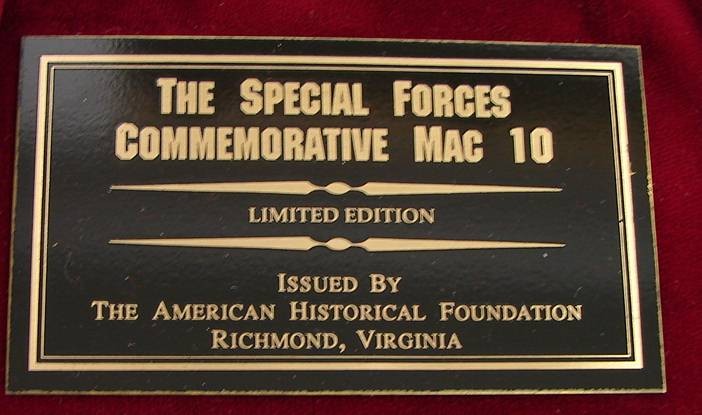 The Special Forces
Commemorative Mac 10
LIMITED EDITION
Issued By
The American Historical Foundation
Richmond, Virginia